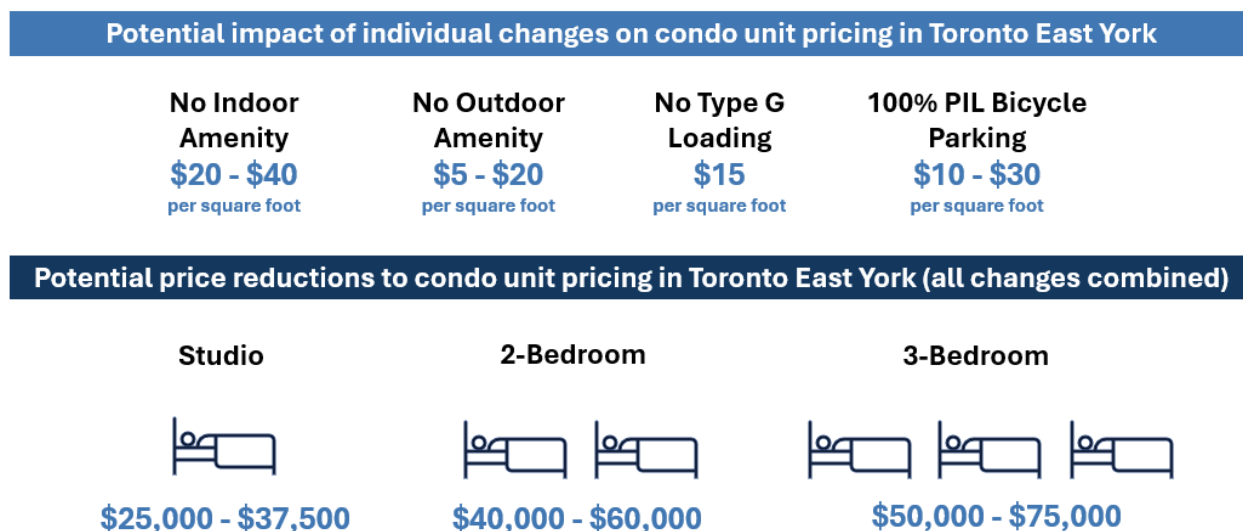 Potential impact of individual changes on condo unit pricing in Toronto East York
No Indoor
Amenity
$20 - $40
per square foot
No Outdoor
Amenity
$5 - $20
per square foot
No Type G
Loading
$15
per square foot
100% PIL Bicycle
Parking
$10 - $30
per square foot
Potential price reductions to condo unit pricing in Toronto East York (all changes combined)
Studio
$25,000 - $37,500
2-Bedroom
$40,000 - $60,000
3-Bedroom
$50,000 - $75,000